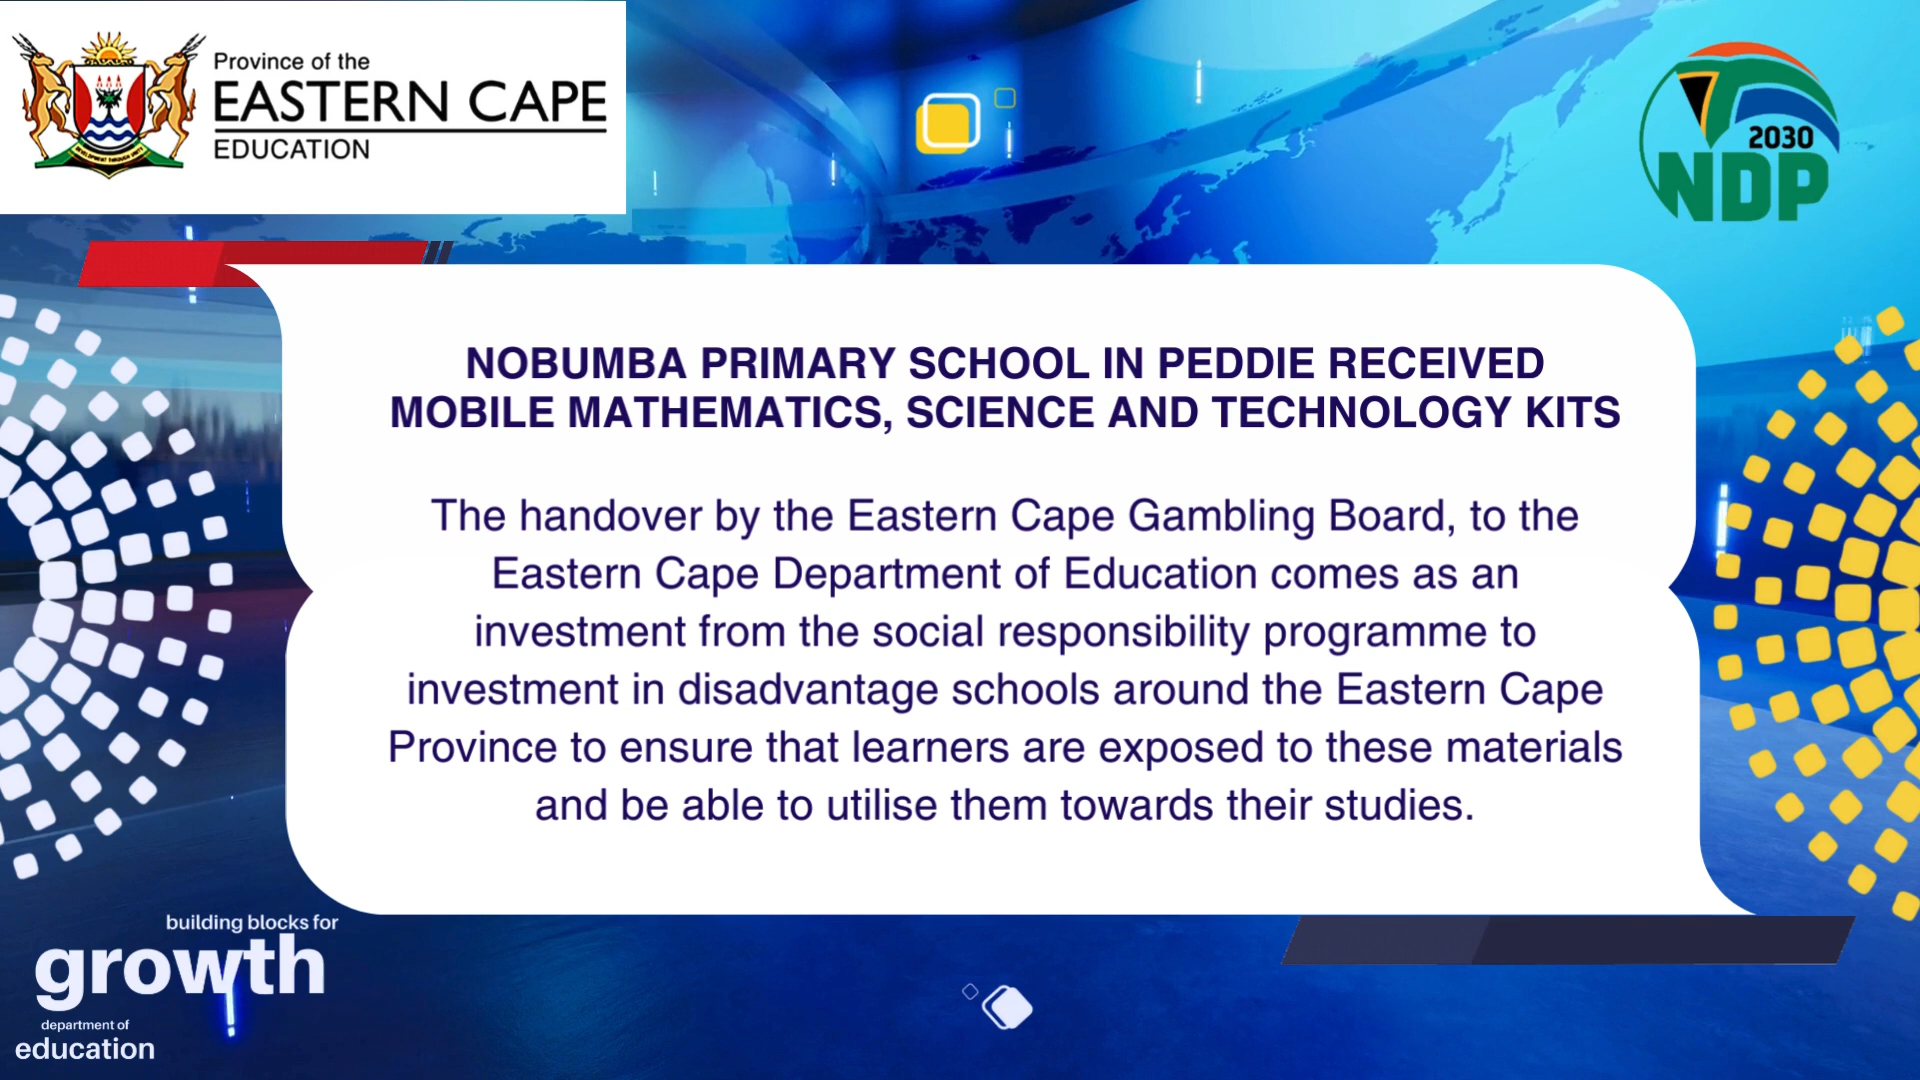 Province of the
EASTERN CAPE
EDUCATION
2030
NDP
NOBUMBA PRIMARY SCHOOL IN PEDDIE RECEIVED
MOBILE MATHEMATICS, SCIENCE AND TECHNOLOGY KITS
The handover by the Eastern Cape Gambling Board, to the
Eastern Cape Department of Education comes as an
investment from the social responsibility programme to
investment in disadvantage schools around the Eastern Cape
Province to ensure that learners are exposed to these materials
and be able to utilise them towards their studies.
building blocks for
growth
department of
education